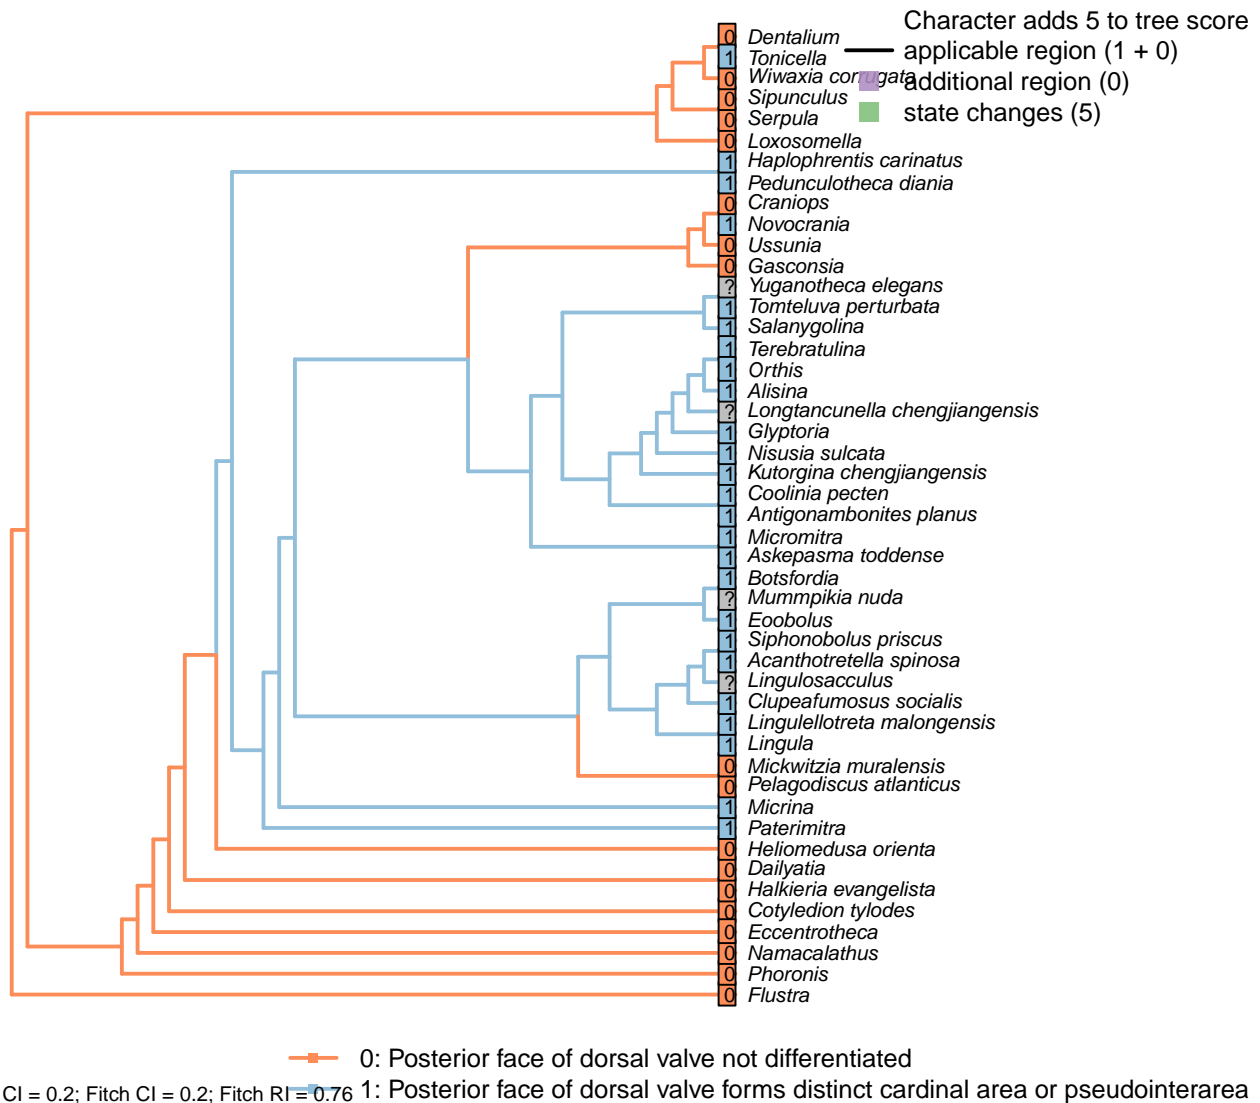 Character adds 5 to tree score
applicable region (1 + 0)
additional region (0)
state changes (5)
0 Dentalium
1 Tonicella
0 Wiwaxia corrugata
0 Sipunculus
0 Serpula
0 Loxosomella
1 Haplophrentis carinatus
1 Pedunculotheca diania
0 Craniops
1 Novocrania
0 Ussunia
0 Gasconsia
? Yuganotheca elegans
1 Tomteluva perturbata
1 Salanygolina
1 Terebratulina
1 Orthis
1 Alisina
? Longtancunella chengjiangensis
1 Glyptoria
1 Nisusia sulcata
1 Kutorgina chengjiangensis
1 Coolinia pecten
1 Antigonambonites planus
1 Micromitra
1 Askepasma toddense
1 Botsfordia
? Mummpikia nuda
1 Eoobolus
1 Siphonobolus priscus
1 Acanthotretella spinosa
? Lingulosacculus
1 Clupeafumosus socialis
1 Lingulellotreta malongensis
1 Lingula
0 Mickwitzia muralensis
0 Pelagodiscus atlanticus
1 Micrina
1 Paterimitra
0 Heliomedusa orienta
0 Dailyatia
0 Halkieria evangelista
0 Cotyledion tylodes
0 Eccentrotheca
0 Namacalathus
0 Phoronis
0 Flustra
0: Posterior face of dorsal valve not differentiated
1: Posterior face of dorsal valve forms distinct cardinal area or pseudointerarea
CI = 0.2; Fitch CI = 0.2; Fitch RI = 0.76